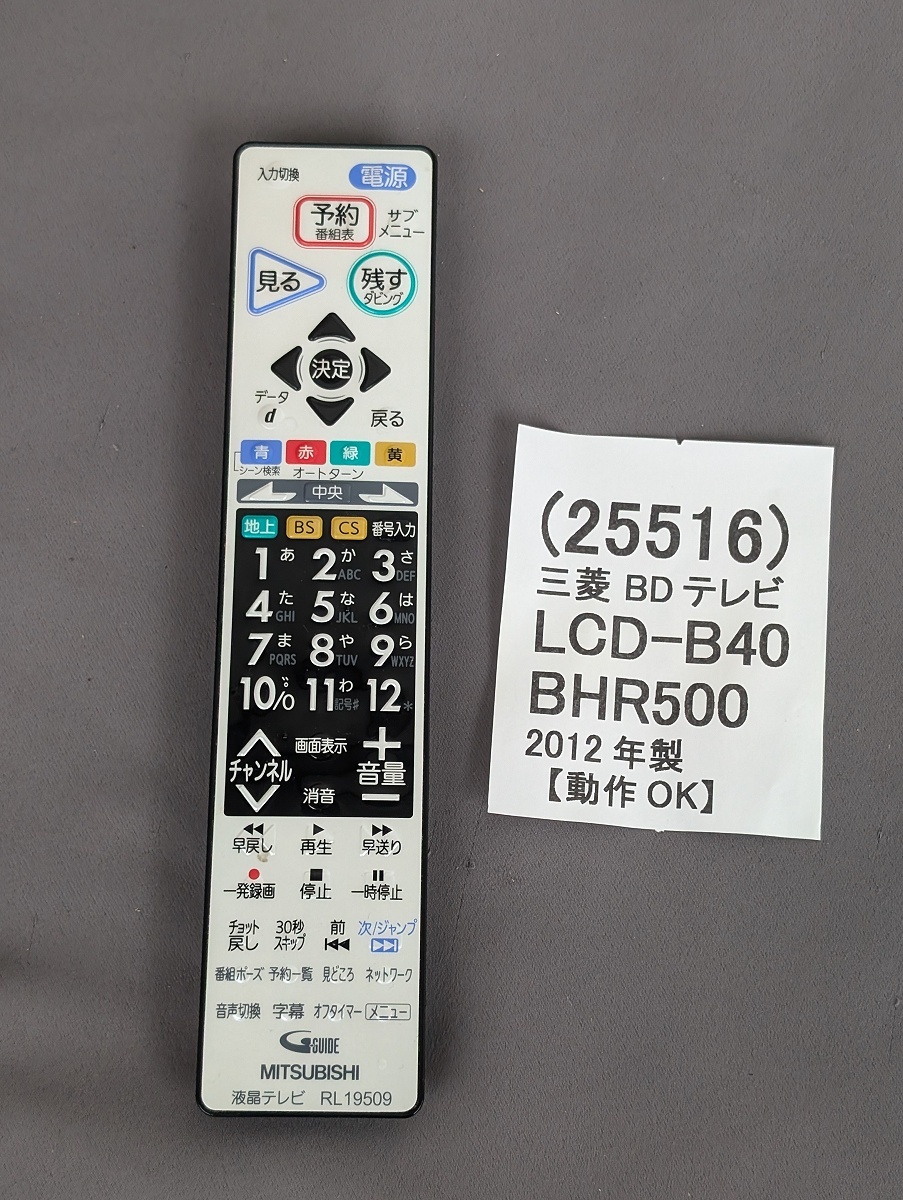 入力切換 電源
予約 サブ
番組表 メニュー
見る 残す
ダビング
決定
データ
d 戻る
青 赤 緑 黄
シーン検索 オートターン
中央
地上 BS CS 番号入力
1 あ 2 か ABC 3 さ DEF
4 た GHI 5 な JKL 6 は MNO
7 ま PQRS 8 や TUV 9 ら WXYZ
10/0 ゛゜ 11 わ 記号# 12 *
画面表示 +
チャンネル 音量
消音 −
早戻し 再生 早送り
一発録画 停止 一時停止
チョット 30秒 前 次/ジャンプ
戻し スキップ
番組ポーズ 予約一覧 見どころ ネットワーク
音声切換 字幕 オフタイマー メニュー
G-GUIDE
MITSUBISHI
液晶テレビ RL19509
(25516)
三菱 BD テレビ
LCD-B40
BHR500
2012 年製
【動作 OK】